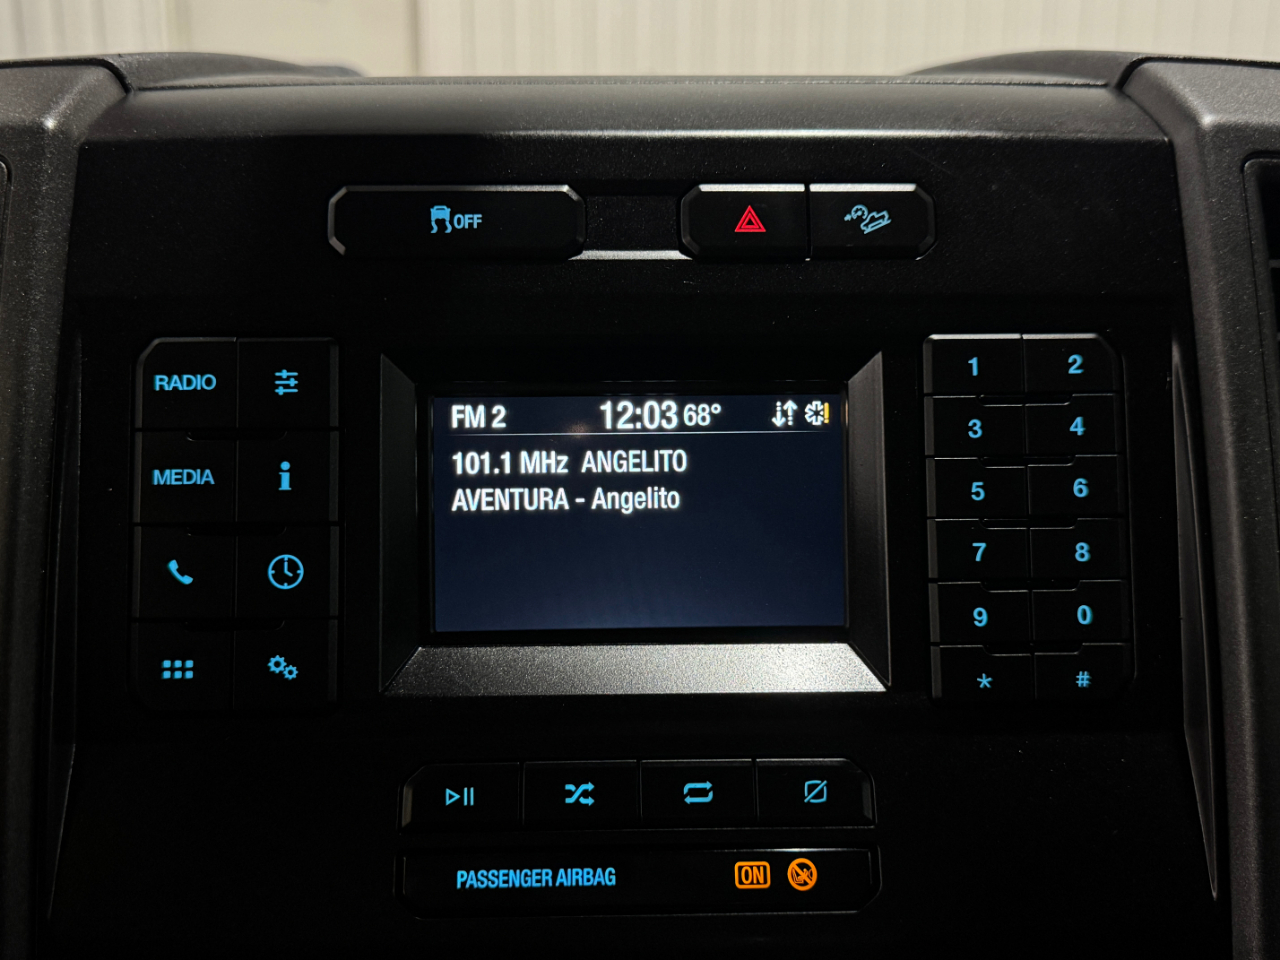 OFF
RADIO
MEDIA
FM 2 12:03 68°
101.1 MHz ANGELITO
AVENTURA - Angelito
1 2
3 4
5 6
7 8
9 0
* #
PASSENGER AIRBAG ON